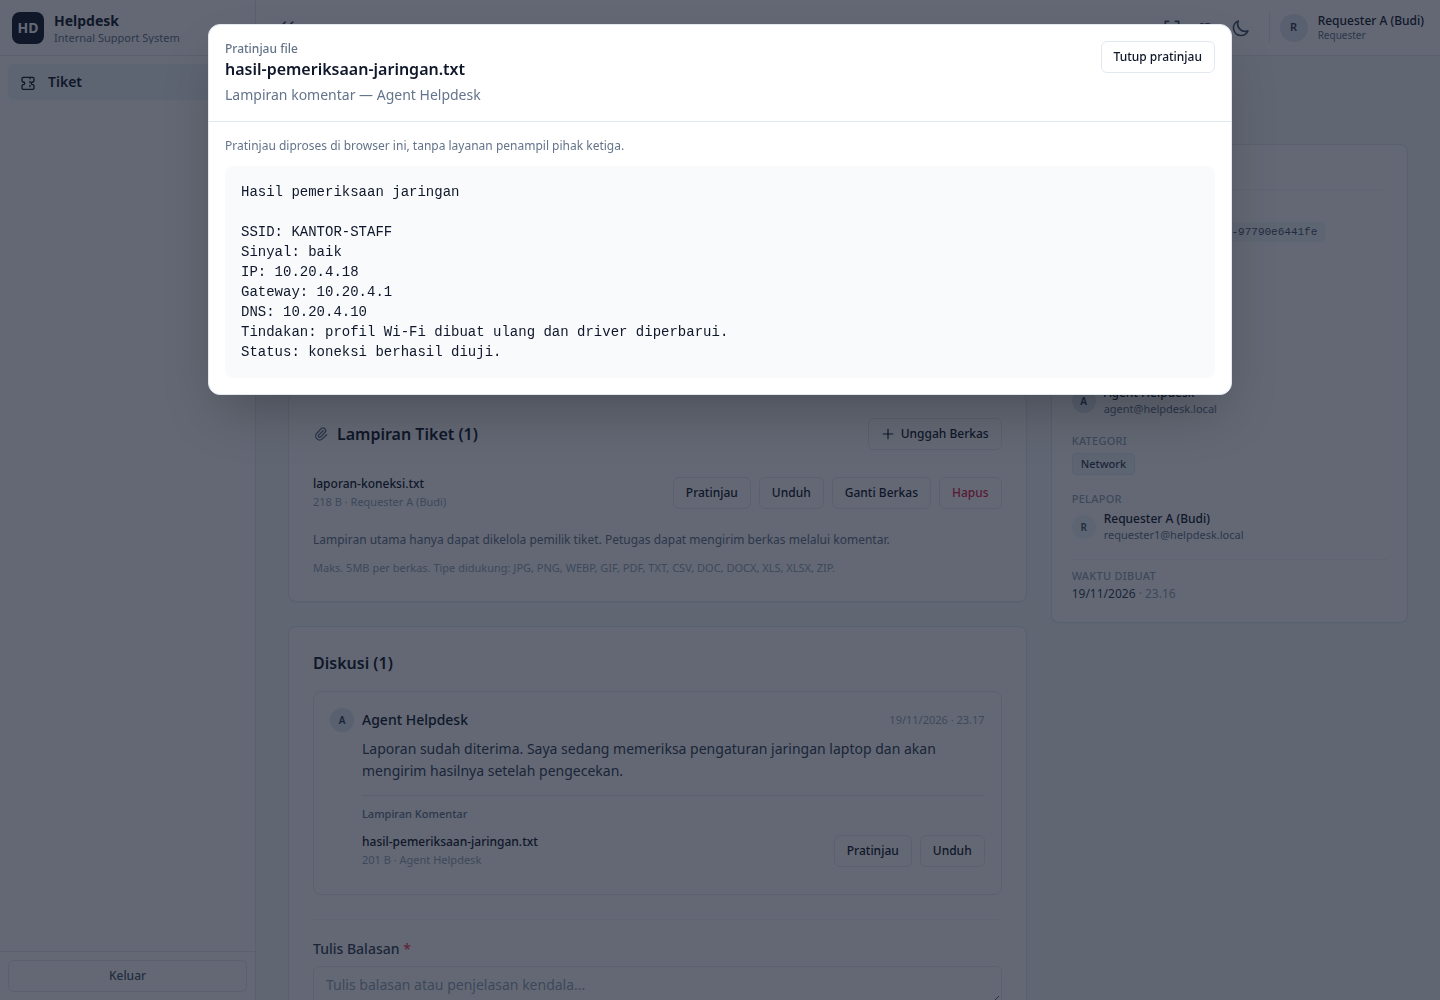 HD
Helpdesk
Internal Support System
Tiket
Requester A (Budi)
Requester
R
Pratinjau file
hasil-pemeriksaan-jaringan.txt
Lampiran komentar — Agent Helpdesk
Tutup pratinjau
Pratinjau diproses di browser ini, tanpa layanan penampil pihak ketiga.
Hasil pemeriksaan jaringan
SSID: KANTOR-STAFF
Sinyal: baik
IP: 10.20.4.18
Gateway: 10.20.4.1
DNS: 10.20.4.10
Tindakan: profil Wi-Fi dibuat ulang dan driver diperbarui.
Status: koneksi berhasil diuji.
-97790e6441fe
Lampiran Tiket (1)
Unggah Berkas
laporan-koneksi.txt
218 B · Requester A (Budi)
Pratinjau
Unduh
Ganti Berkas
Hapus
Lampiran utama hanya dapat dikelola pemilik tiket. Petugas dapat mengirim berkas melalui komentar.
Maks. 5MB per berkas. Tipe didukung: JPG, PNG, WEBP, GIF, PDF, TXT, CSV, DOC, DOCX, XLS, XLSX, ZIP.
Diskusi (1)
A
Agent Helpdesk
19/11/2026 · 23.17
Laporan sudah diterima. Saya sedang memeriksa pengaturan jaringan laptop dan akan
mengirim hasilnya setelah pengecekan.
Lampiran Komentar
hasil-pemeriksaan-jaringan.txt
201 B · Agent Helpdesk
Pratinjau
Unduh
Tulis Balasan *
Tulis balasan atau penjelasan kendala...
A
Agent Helpdesk
agent@helpdesk.local
KATEGORI
Network
PELAPOR
R
Requester A (Budi)
requester1@helpdesk.local
WAKTU DIBUAT
19/11/2026 · 23.16
Keluar